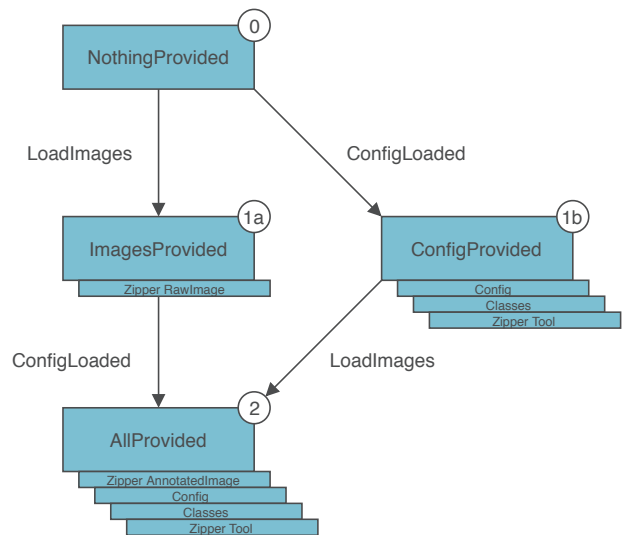 0
NothingProvided
LoadImages
ConfigLoaded
1a
1b
ImagesProvided
ConfigProvided
Zipper RawImage
Config
Classes
Zipper Tool
ConfigLoaded
LoadImages
2
AllProvided
Zipper AnnotatedImage
Config
Classes
Zipper Tool